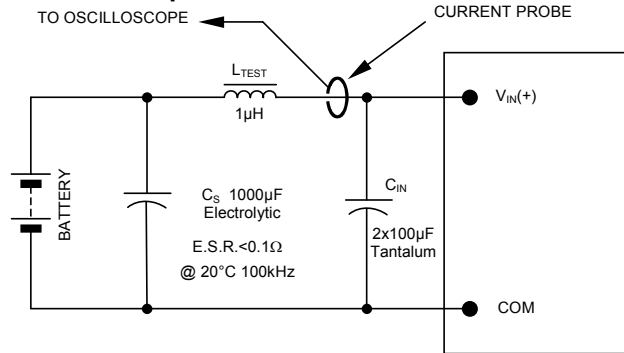 TO OSCILLOSCOPE
CURRENT PROBE
LTEST
1µH
VIN(+)
BATTERY
CS 1000µF
Electrolytic
E.S.R.<0.1Ω
@ 20°C 100kHz
CIN
2x100µF
Tantalum
COM